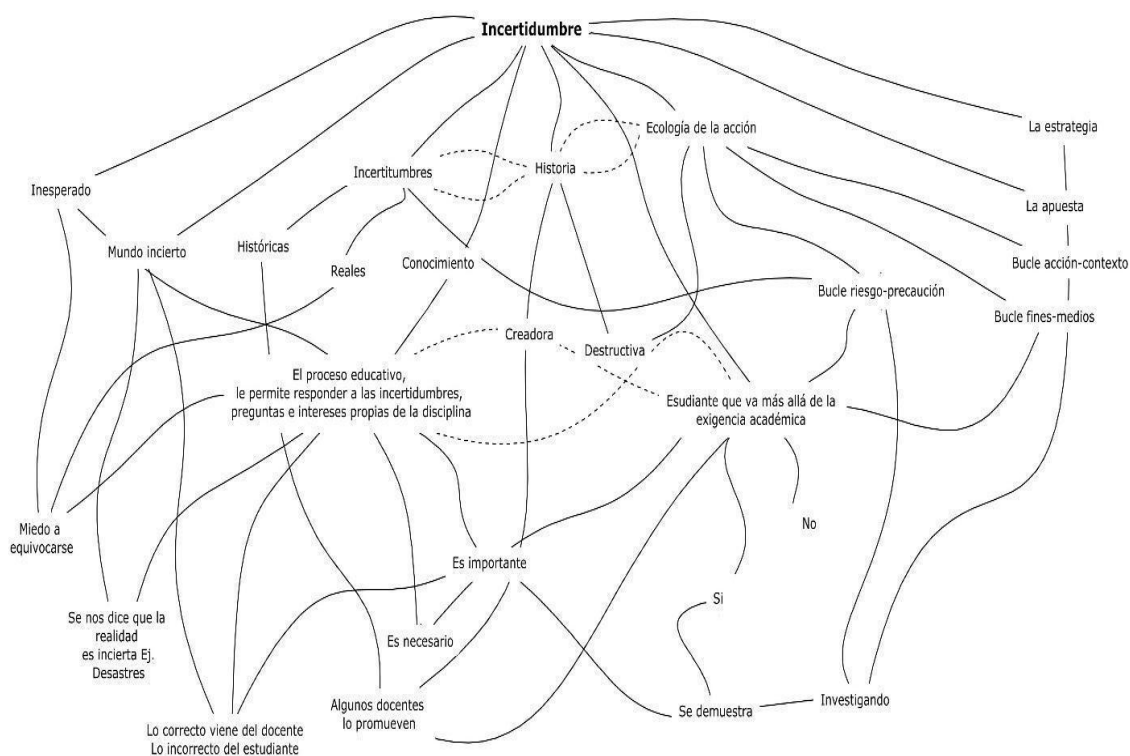 Incertidumbre
Ecología de la acción
La estrategia
Incertitumbres
Historia
Inesperado
La apuesta
Mundo incierto
Históricas
Reales
Conocimiento
Bucle acción-contexto
Bucle riesgo-precaución
Bucle fines-medios
Creadora
Destructiva
El proceso educativo,
le permite responder a las incertidumbres,
preguntas e intereses propias de la disciplina
Esudiante que va más allá de la
exigencia académica
Miedo a
equivocarse
No
Es importante
Si
Se nos dice que la
realidad
es incierta Ej.
Desastres
Es necesario
Algunos docentes
lo promueven
Investigando
Se demuestra
Lo correcto viene del docente
Lo incorrecto del estudiante